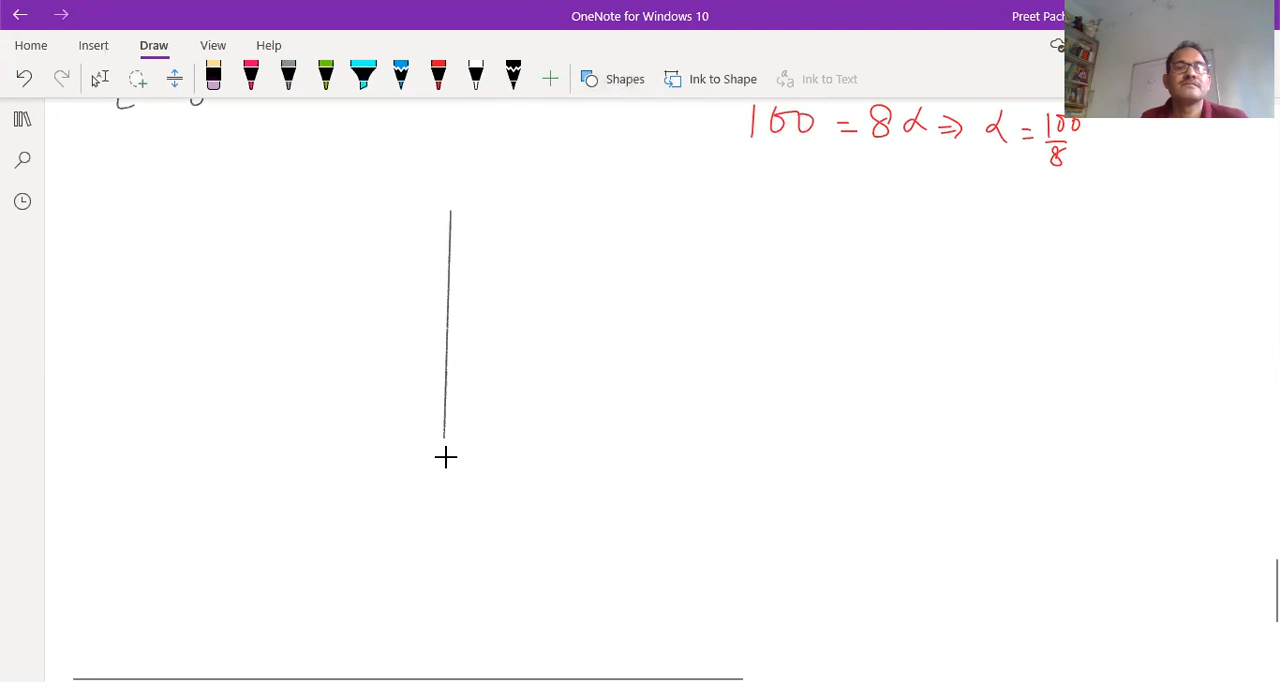 OneNote for Windows 10
Preet Pach
Home Insert Draw View Help
Shapes Ink to Shape Ink to Text
100 = 8α ⇒ α = 100/8